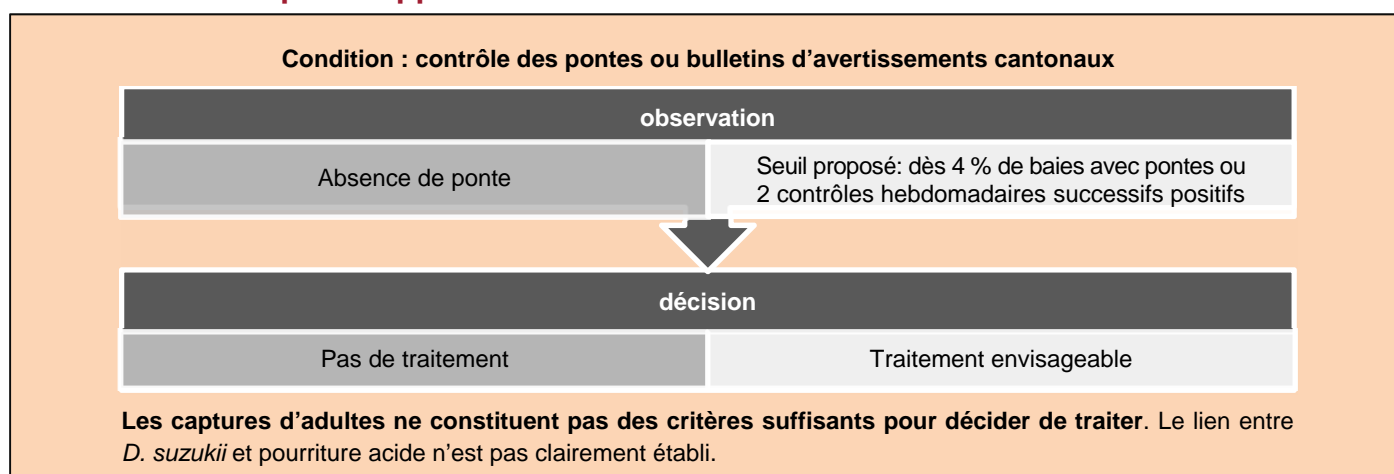 Condition : contrôle des pontes ou bulletins d'avertissements cantonaux
observation
Absence de ponte
Seuil proposé: dès 4 % de baies avec pontes ou
2 contrôles hebdomadaires successifs positifs
décision
Pas de traitement
Traitement envisageable
Les captures d'adultes ne constituent pas des critères suffisants pour décider de traiter. Le lien entre
D. suzukii et pourriture acide n'est pas clairement établi.